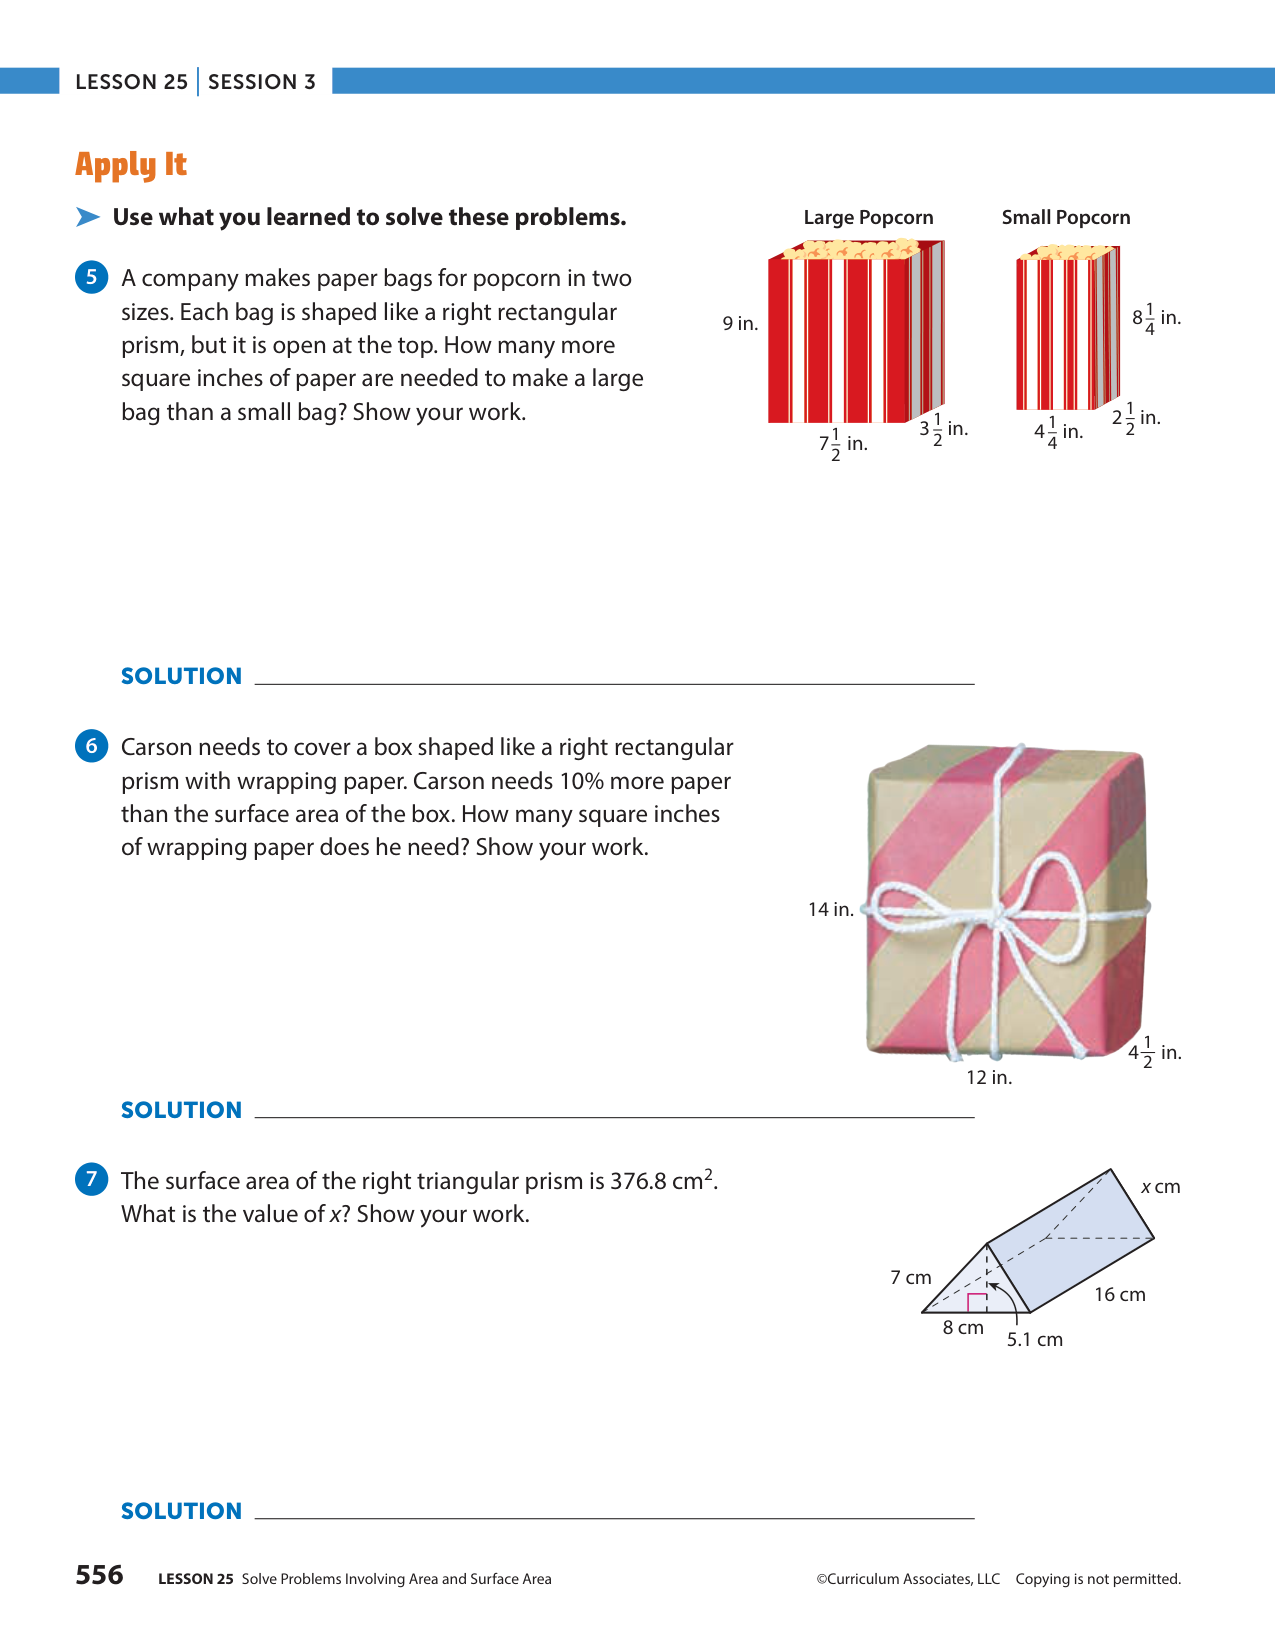 LESSON 25 | SESSION 3
Apply It
Use what you learned to solve these problems.
Large Popcorn
Small Popcorn
5 A company makes paper bags for popcorn in two
sizes. Each bag is shaped like a right rectangular
prism, but it is open at the top. How many more
square inches of paper are needed to make a large
bag than a small bag? Show your work.
9 in.
7 1/2 in.
3 1/2 in.
8 1/4 in.
4 1/4 in.
2 1/2 in.
SOLUTION
6 Carson needs to cover a box shaped like a right rectangular
prism with wrapping paper. Carson needs 10% more paper
than the surface area of the box. How many square inches
of wrapping paper does he need? Show your work.
14 in.
4 1/2 in.
12 in.
SOLUTION
7 The surface area of the right triangular prism is 376.8 cm².
What is the value of x? Show your work.
x cm
7 cm
16 cm
8 cm
5.1 cm
SOLUTION
556 LESSON 25 Solve Problems Involving Area and Surface Area
©Curriculum Associates, LLC Copying is not permitted.